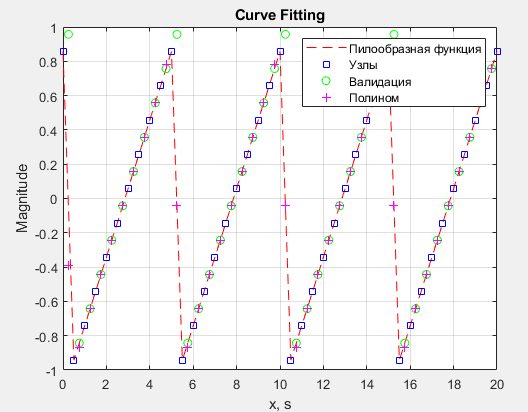 Curve Fitting
Пилообразная функция
Узлы
Валидация
Полином
Magnitude
1
0.8
0.6
0.4
0.2
0
-0.2
-0.4
-0.6
-0.8
-1
0 2 4 6 8 10 12 14 16 18 20
x, s